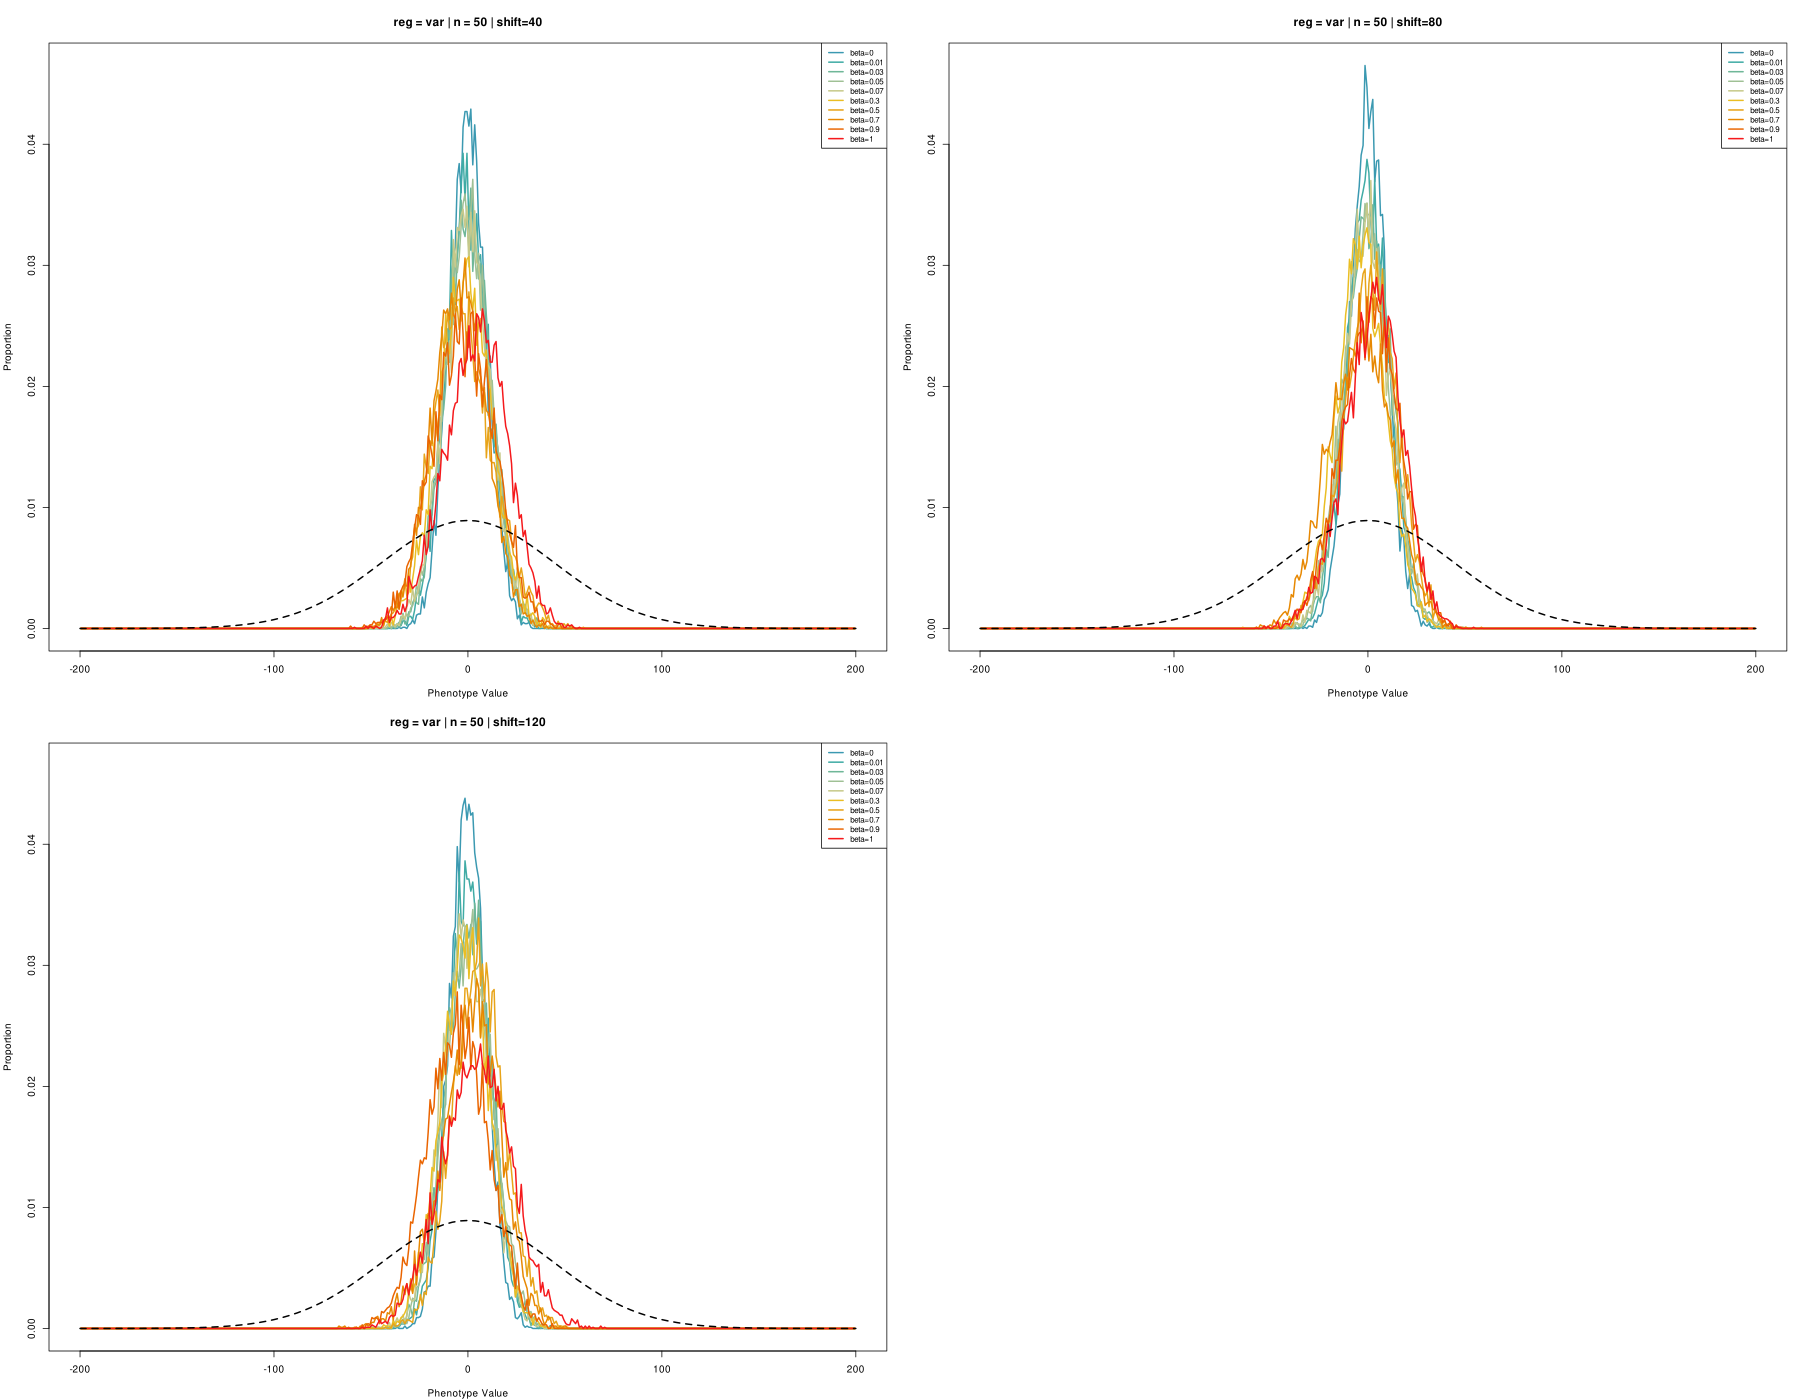 reg = var | n = 50 | shift=40
beta=0
beta=0.01
beta=0.03
beta=0.05
beta=0.07
beta=0.3
beta=0.5
beta=0.7
beta=0.9
beta=1
Proportion
0.04
0.03
0.02
0.01
0.00
-200 -100 0 100 200
Phenotype Value
reg = var | n = 50 | shift=80
beta=0
beta=0.01
beta=0.03
beta=0.05
beta=0.07
beta=0.3
beta=0.5
beta=0.7
beta=0.9
beta=1
Proportion
0.04
0.03
0.02
0.01
0.00
-200 -100 0 100 200
Phenotype Value
reg = var | n = 50 | shift=120
beta=0
beta=0.01
beta=0.03
beta=0.05
beta=0.07
beta=0.3
beta=0.5
beta=0.7
beta=0.9
beta=1
Proportion
0.04
0.03
0.02
0.01
0.00
-200 -100 0 100 200
Phenotype Value